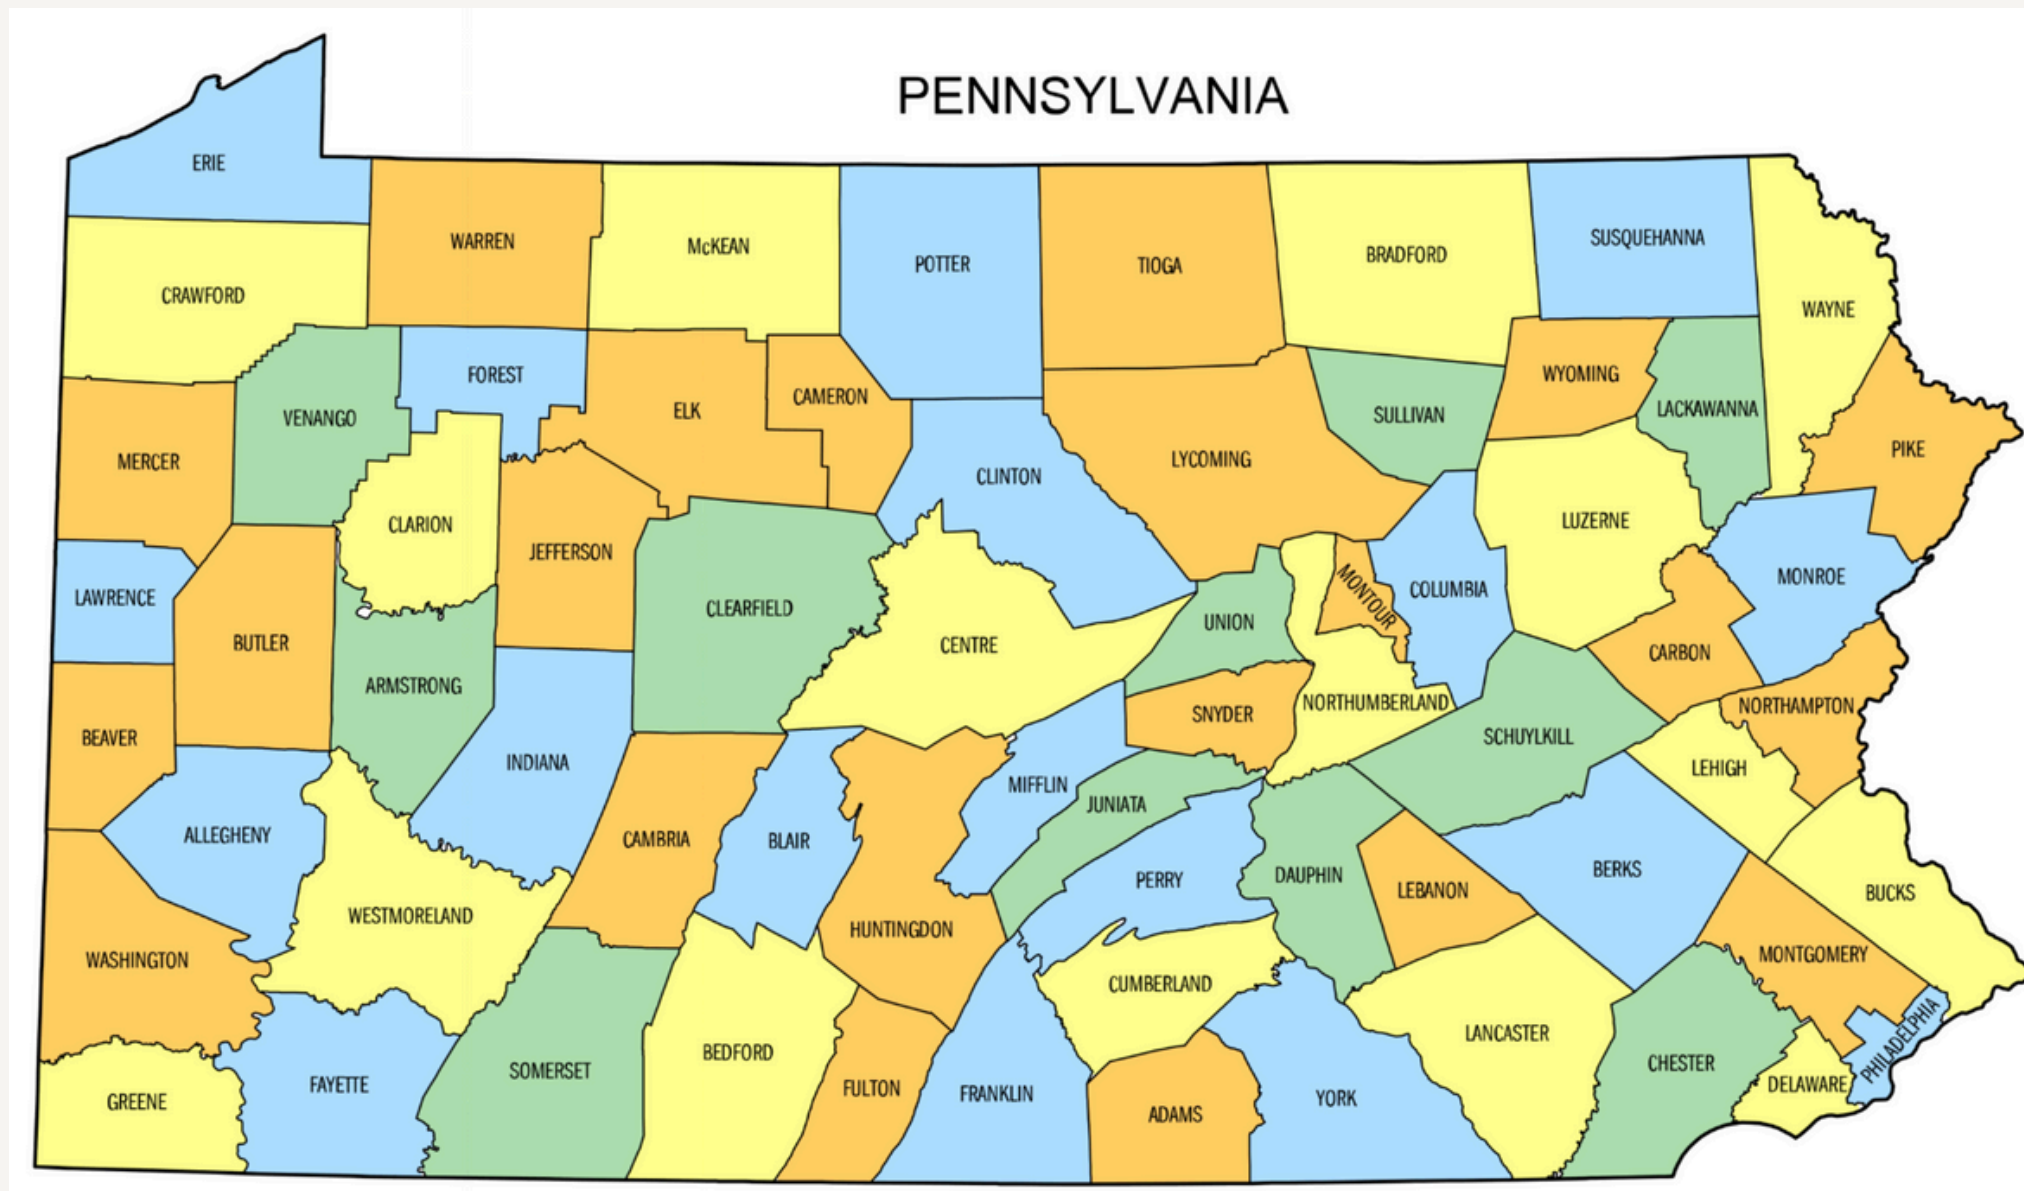 PENNSYLVANIA
ERIE
WARREN
McKEAN
POTTER
TIOGA
BRADFORD
SUSQUEHANNA
WAYNE
CRAWFORD
FOREST
ELK
CAMERON
SULLIVAN
WYOMING
LACKAWANNA
PIKE
VENANGO
MERCER
CLARION
CLINTON
LYCOMING
LUZERNE
JEFFERSON
LAWRENCE
BUTLER
CLEARFIELD
CENTRE
UNION
MONTOUR
COLUMBIA
MONROE
CARBON
ARMSTRONG
SNYDER
NORTHUMBERLAND
NORTHAMPTON
BEAVER
INDIANA
SCHUYLKILL
LEHIGH
MIFFLIN
JUNIATA
ALLEGHENY
CAMBRIA
BLAIR
PERRY
DAUPHIN
LEBANON
BERKS
BUCKS
WESTMORELAND
HUNTINGDON
WASHINGTON
CUMBERLAND
MONTGOMERY
LANCASTER
PHILADELPHIA
GREENE
FAYETTE
SOMERSET
BEDFORD
FULTON
FRANKLIN
ADAMS
YORK
CHESTER
DELAWARE